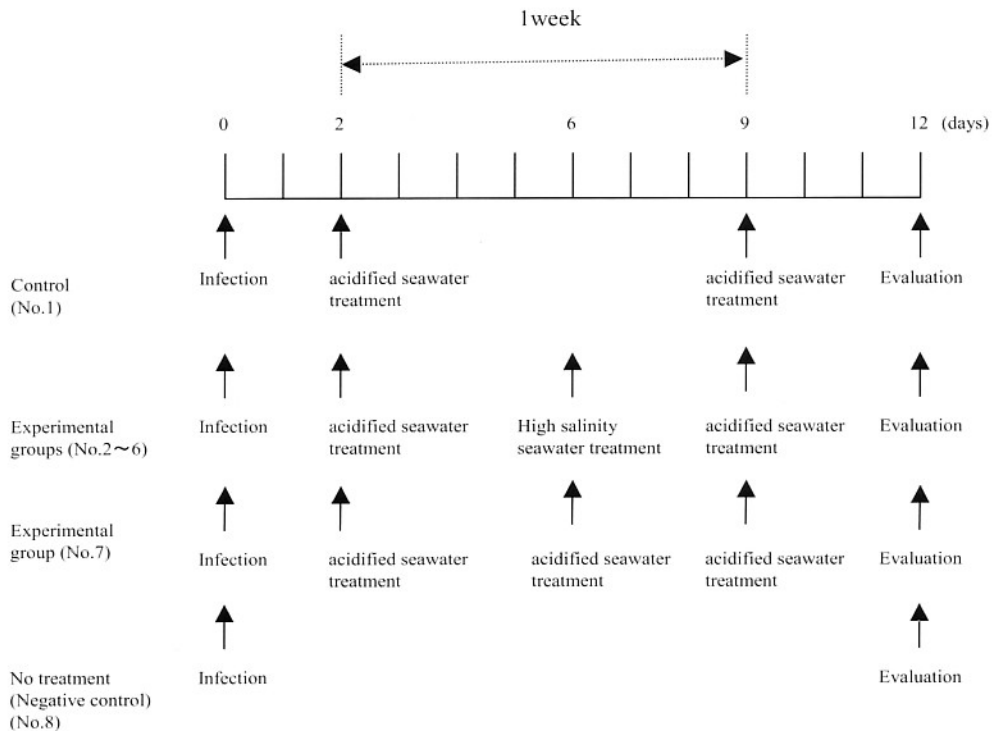 1week
0 2 6 9 12 (days)
Control
(No.1)
Infection
acidified seawater
treatment
acidified seawater
treatment
Evaluation
Experimental
groups (No.2~6)
Infection
acidified seawater
treatment
High salinity
seawater treatment
acidified seawater
treatment
Evaluation
Experimental
group (No.7)
Infection
acidified seawater
treatment
acidified seawater
treatment
acidified seawater
treatment
Evaluation
No treatment
(Negative control)
(No.8)
Infection
Evaluation